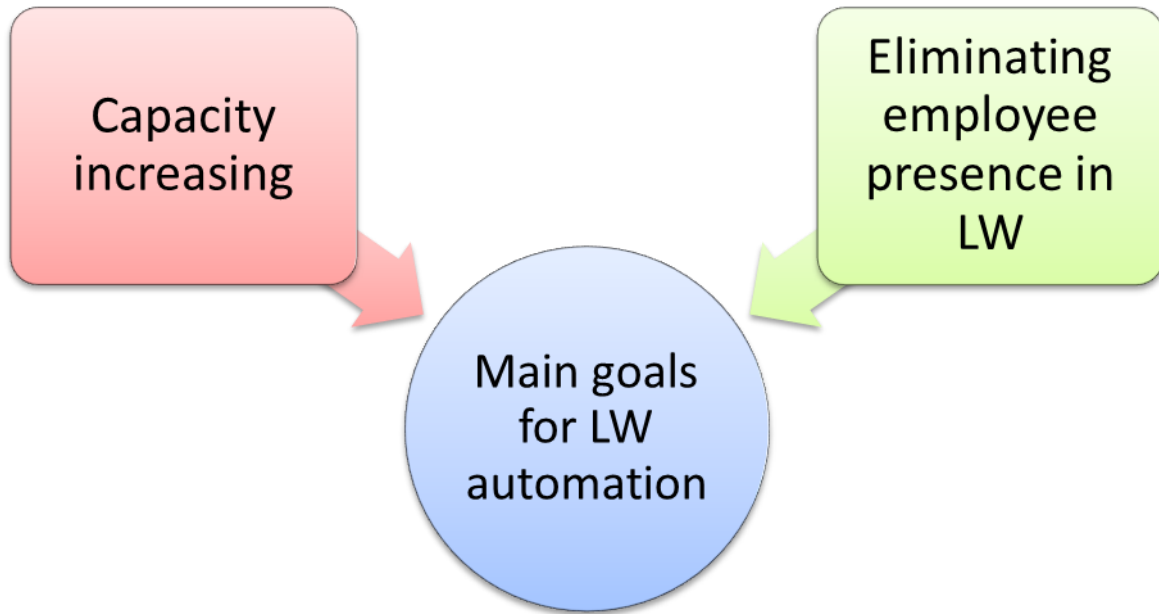 Capacity
increasing
Eliminating
employee
presence in
LW
Main goals
for LW
automation